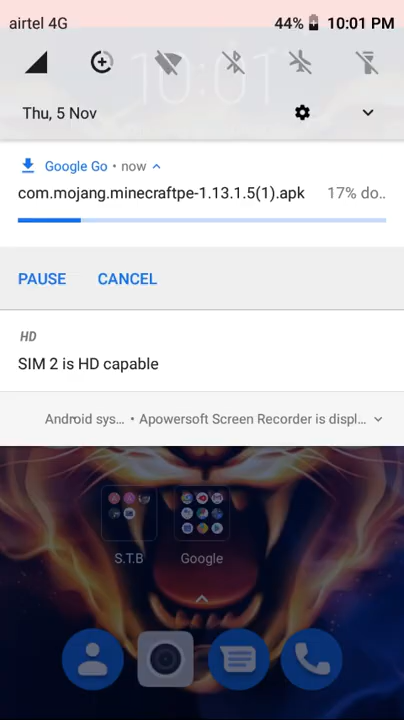 airtel 4G 44% 10:01 PM
10:01
Thu, 5 Nov
Google Go • now
com.mojang.minecraftpe-1.13.1.5(1).apk 17% do..
PAUSE CANCEL
HD
SIM 2 is HD capable
Android sys... • Apowersoft Screen Recorder is displ...
S.T.B Google